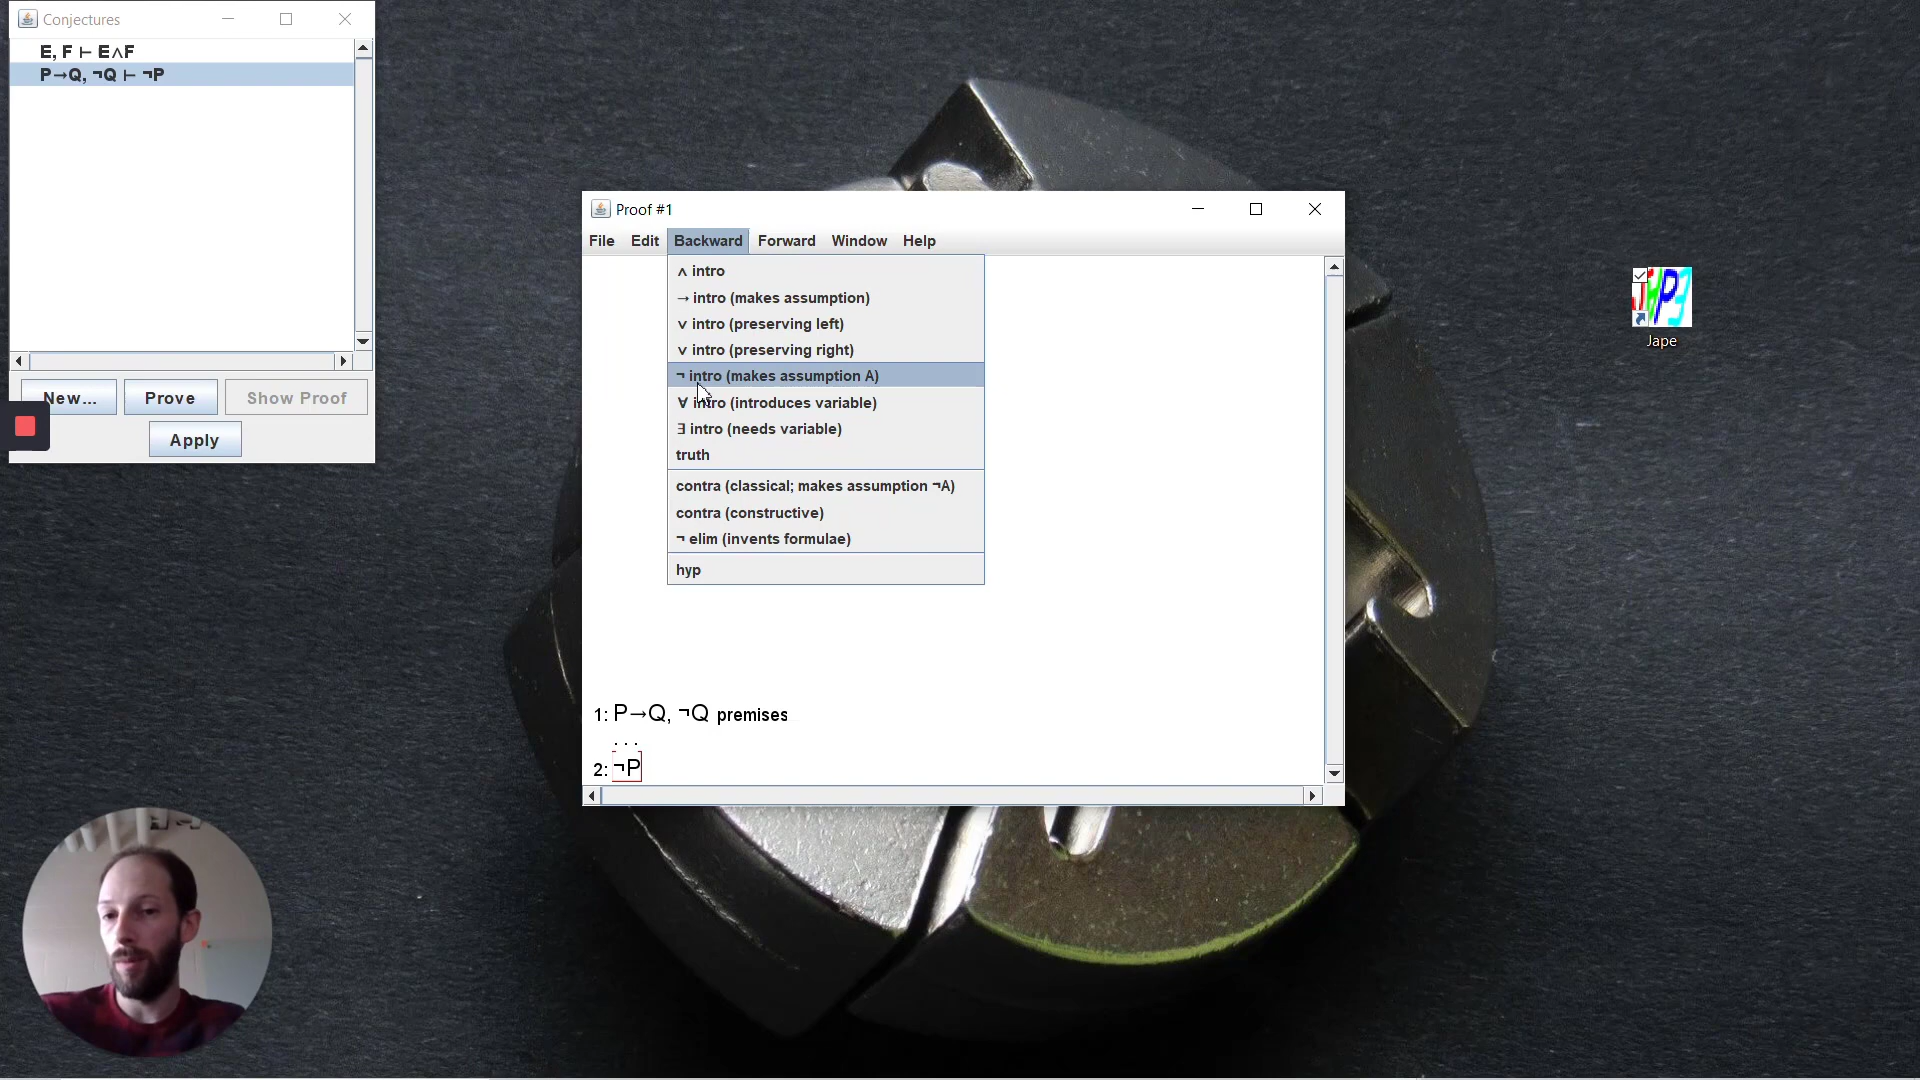 Conjectures
E, F ⊢ E∧F
P→Q, ¬Q ⊢ ¬P
New...
Prove
Show Proof
Apply
Proof #1
File
Edit
Backward
Forward
Window
Help
∧ intro
→ intro (makes assumption)
∨ intro (preserving left)
∨ intro (preserving right)
¬ intro (makes assumption A)
∀ intro (introduces variable)
∃ intro (needs variable)
truth
contra (classical; makes assumption ¬A)
contra (constructive)
¬ elim (invents formulae)
hyp
1: P→Q, ¬Q premises
...
2: ¬P
Jape